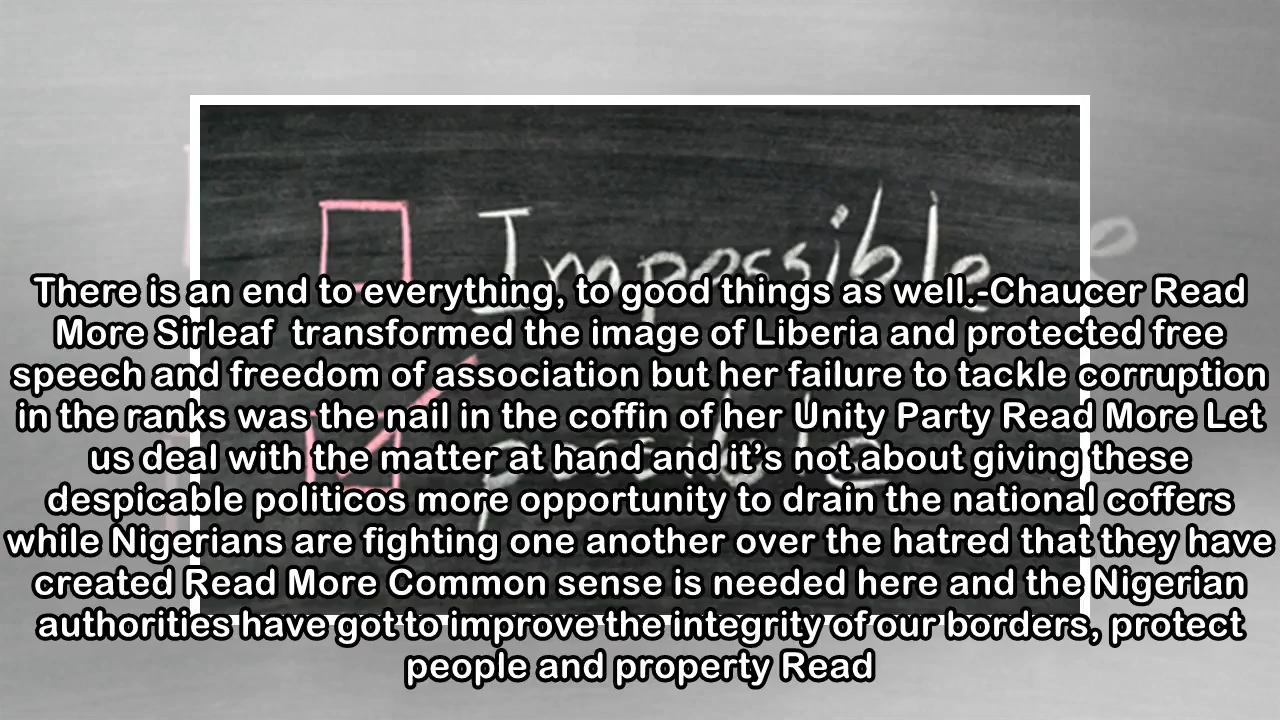 Impossible
possible
There is an end to everything, to good things as well.-Chaucer Read
More Sirleaf  transformed the image of Liberia and protected free
speech and freedom of association but her failure to tackle corruption
in the ranks was the nail in the coffin of her Unity Party Read More Let
us deal with the matter at hand and it’s not about giving these
despicable politicos more opportunity to drain the national coffers
while Nigerians are fighting one another over the hatred that they have
created Read More Common sense is needed here and the Nigerian
authorities have got to improve the integrity of our borders, protect
people and property Read